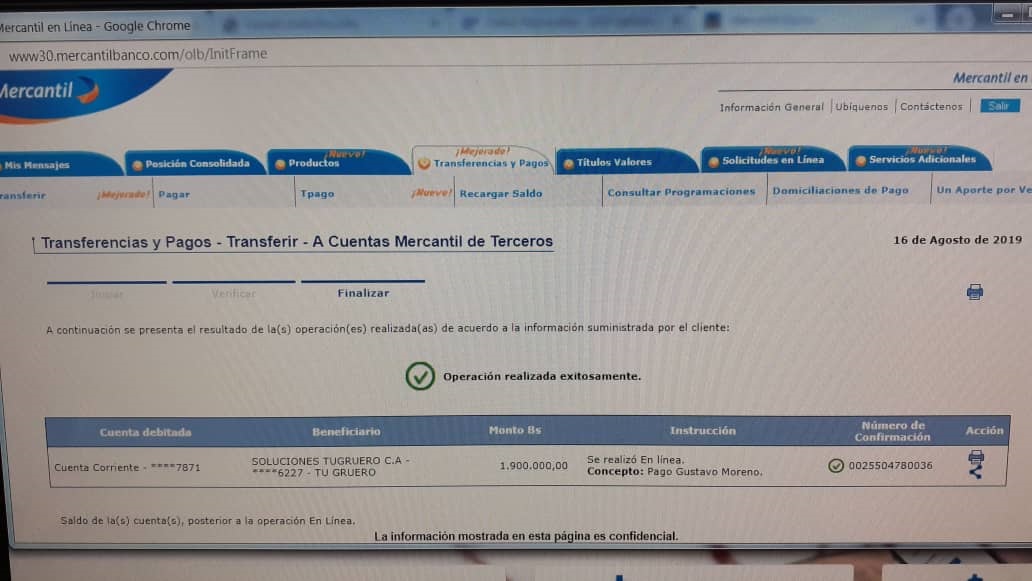 Mercantil en Línea - Google Chrome
www30.mercantilbanco.com/olb/InitFrame
Mercantil
Mercantil en
Información General | Ubíquenos | Contáctenos | Salir
Mis Mensajes
Posición Consolidada
¡Nuevo!
Productos
¡Mejorado!
Transferencias y Pagos
Títulos Valores
¡Nuevo!
Solicitudes en Línea
¡Nuevo!
Servicios Adicionales
ransferir ¡Mejorado! Pagar Tpago ¡Nuevo! Recargar Saldo Consultar Programaciones Domiciliaciones de Pago Un Aporte por Ve
Transferencias y Pagos - Transferir - A Cuentas Mercantil de Terceros
16 de Agosto de 2019
Iniciar Verificar Finalizar
A continuación se presenta el resultado de la(s) operación(es) realizada(as) de acuerdo a la información suministrada por el cliente:
Operación realizada exitosamente.
Cuenta debitada Beneficiario Monto Bs Instrucción Número de Confirmación Acción
Cuenta Corriente - ****7871
SOLUCIONES TUGRUERO C.A -
****6227 - TU GRUERO
1.900.000,00
Se realizó En línea.
Concepto: Pago Gustavo Moreno.
0025504780036
Saldo de la(s) cuenta(s), posterior a la operación En Línea.
La información mostrada en esta página es confidencial.